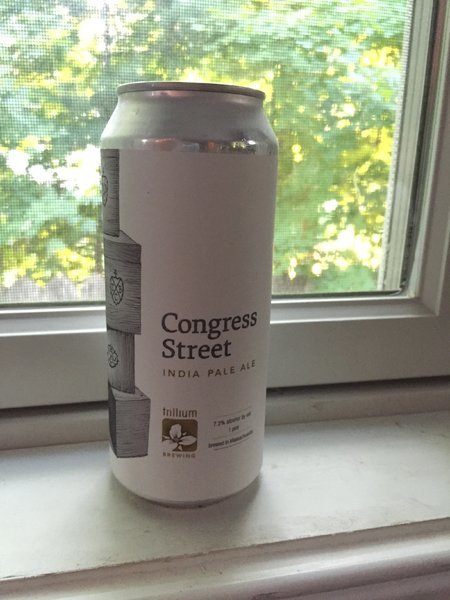 Congress
Street
INDIA PALE ALE
trillium
BREWING
7.2% alcohol by vol
1 pint
brewed in Massachusetts